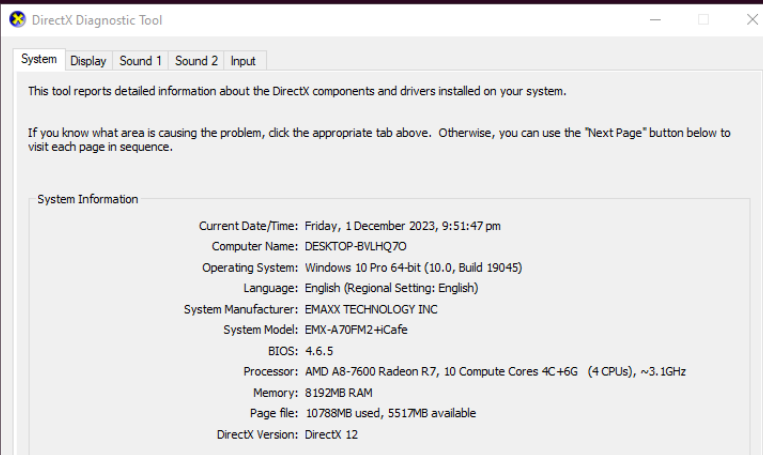 DirectX Diagnostic Tool
System Display Sound 1 Sound 2 Input
This tool reports detailed information about the DirectX components and drivers installed on your system.
If you know what area is causing the problem, click the appropriate tab above. Otherwise, you can use the "Next Page" button below to
visit each page in sequence.
System Information
Current Date/Time: Friday, 1 December 2023, 9:51:47 pm
Computer Name: DESKTOP-BVLHQ7O
Operating System: Windows 10 Pro 64-bit (10.0, Build 19045)
Language: English (Regional Setting: English)
System Manufacturer: EMAXX TECHNOLOGY INC
System Model: EMX-A70FM2+iCafe
BIOS: 4.6.5
Processor: AMD A8-7600 Radeon R7, 10 Compute Cores 4C+6G (4 CPUs), ~3.1GHz
Memory: 8192MB RAM
Page file: 10788MB used, 5517MB available
DirectX Version: DirectX 12